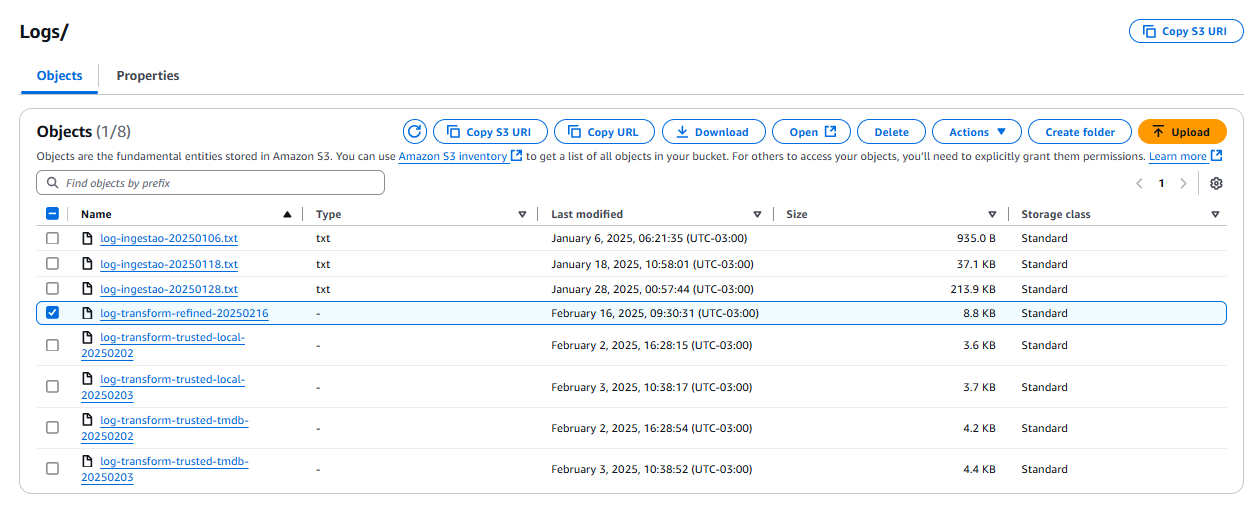 Logs/
Copy S3 URI
Objects
Properties
Objects (1/8)
Copy S3 URI
Copy URL
Download
Open
Delete
Actions
Create folder
Upload
Objects are the fundamental entities stored in Amazon S3. You can use Amazon S3 inventory to get a list of all objects in your bucket. For others to access your objects, you'll need to explicitly grant them permissions. Learn more
Find objects by prefix
1
Name Type Last modified Size Storage class
log-ingestao-20250106.txt txt January 6, 2025, 06:21:35 (UTC-03:00) 935.0 B Standard
log-ingestao-20250118.txt txt January 18, 2025, 10:58:01 (UTC-03:00) 37.1 KB Standard
log-ingestao-20250128.txt txt January 28, 2025, 00:57:44 (UTC-03:00) 213.9 KB Standard
log-transform-refined-20250216 - February 16, 2025, 09:30:31 (UTC-03:00) 8.8 KB Standard
log-transform-trusted-local-
20250202 - February 2, 2025, 16:28:15 (UTC-03:00) 3.6 KB Standard
log-transform-trusted-local-
20250203 - February 3, 2025, 10:38:17 (UTC-03:00) 3.7 KB Standard
log-transform-trusted-tmdb-
20250202 - February 2, 2025, 16:28:54 (UTC-03:00) 4.2 KB Standard
log-transform-trusted-tmdb-
20250203 - February 3, 2025, 10:38:52 (UTC-03:00) 4.4 KB Standard